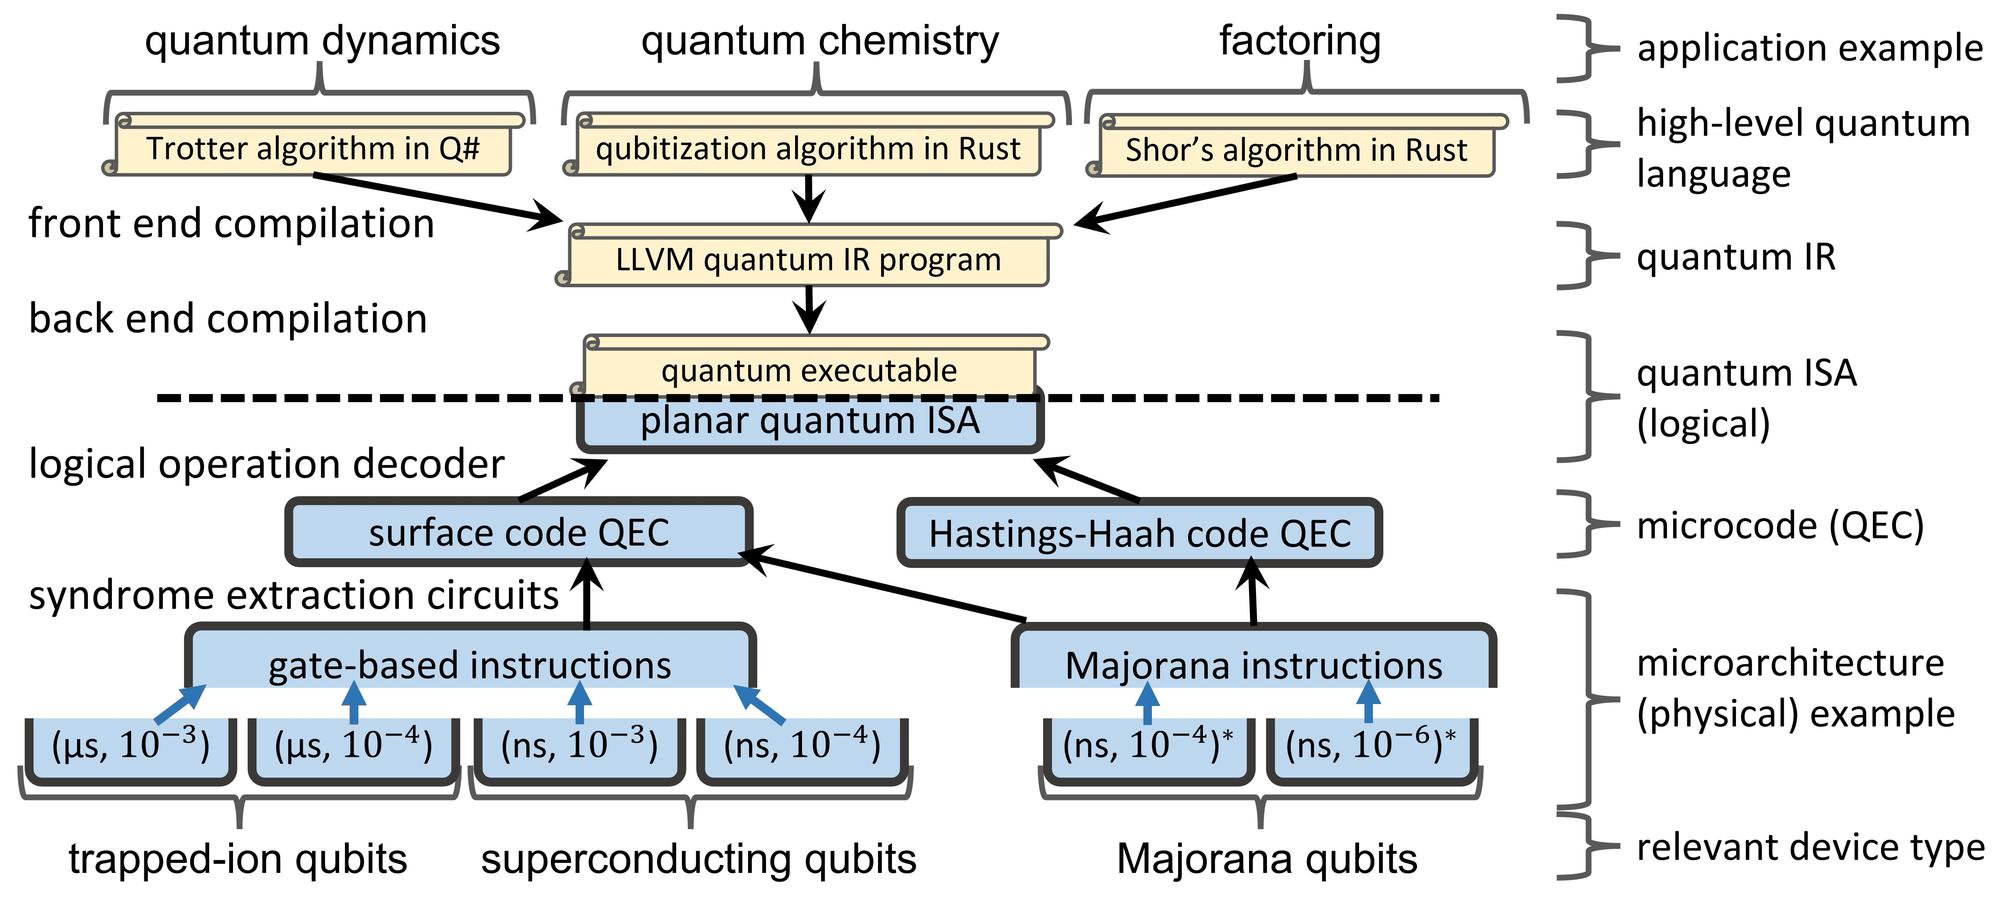 quantum dynamics
quantum chemistry
factoring
application example
Trotter algorithm in Q#
qubitization algorithm in Rust
Shor’s algorithm in Rust
high-level quantum
language
front end compilation
LLVM quantum IR program
quantum IR
back end compilation
quantum executable
planar quantum ISA
quantum ISA
(logical)
logical operation decoder
surface code QEC
Hastings-Haah code QEC
microcode (QEC)
syndrome extraction circuits
gate-based instructions
Majorana instructions
microarchitecture
(physical) example
(μs, 10⁻³)
(μs, 10⁻⁴)
(ns, 10⁻³)
(ns, 10⁻⁴)
(ns, 10⁻⁴)*
(ns, 10⁻⁶)*
trapped-ion qubits
superconducting qubits
Majorana qubits
relevant device type